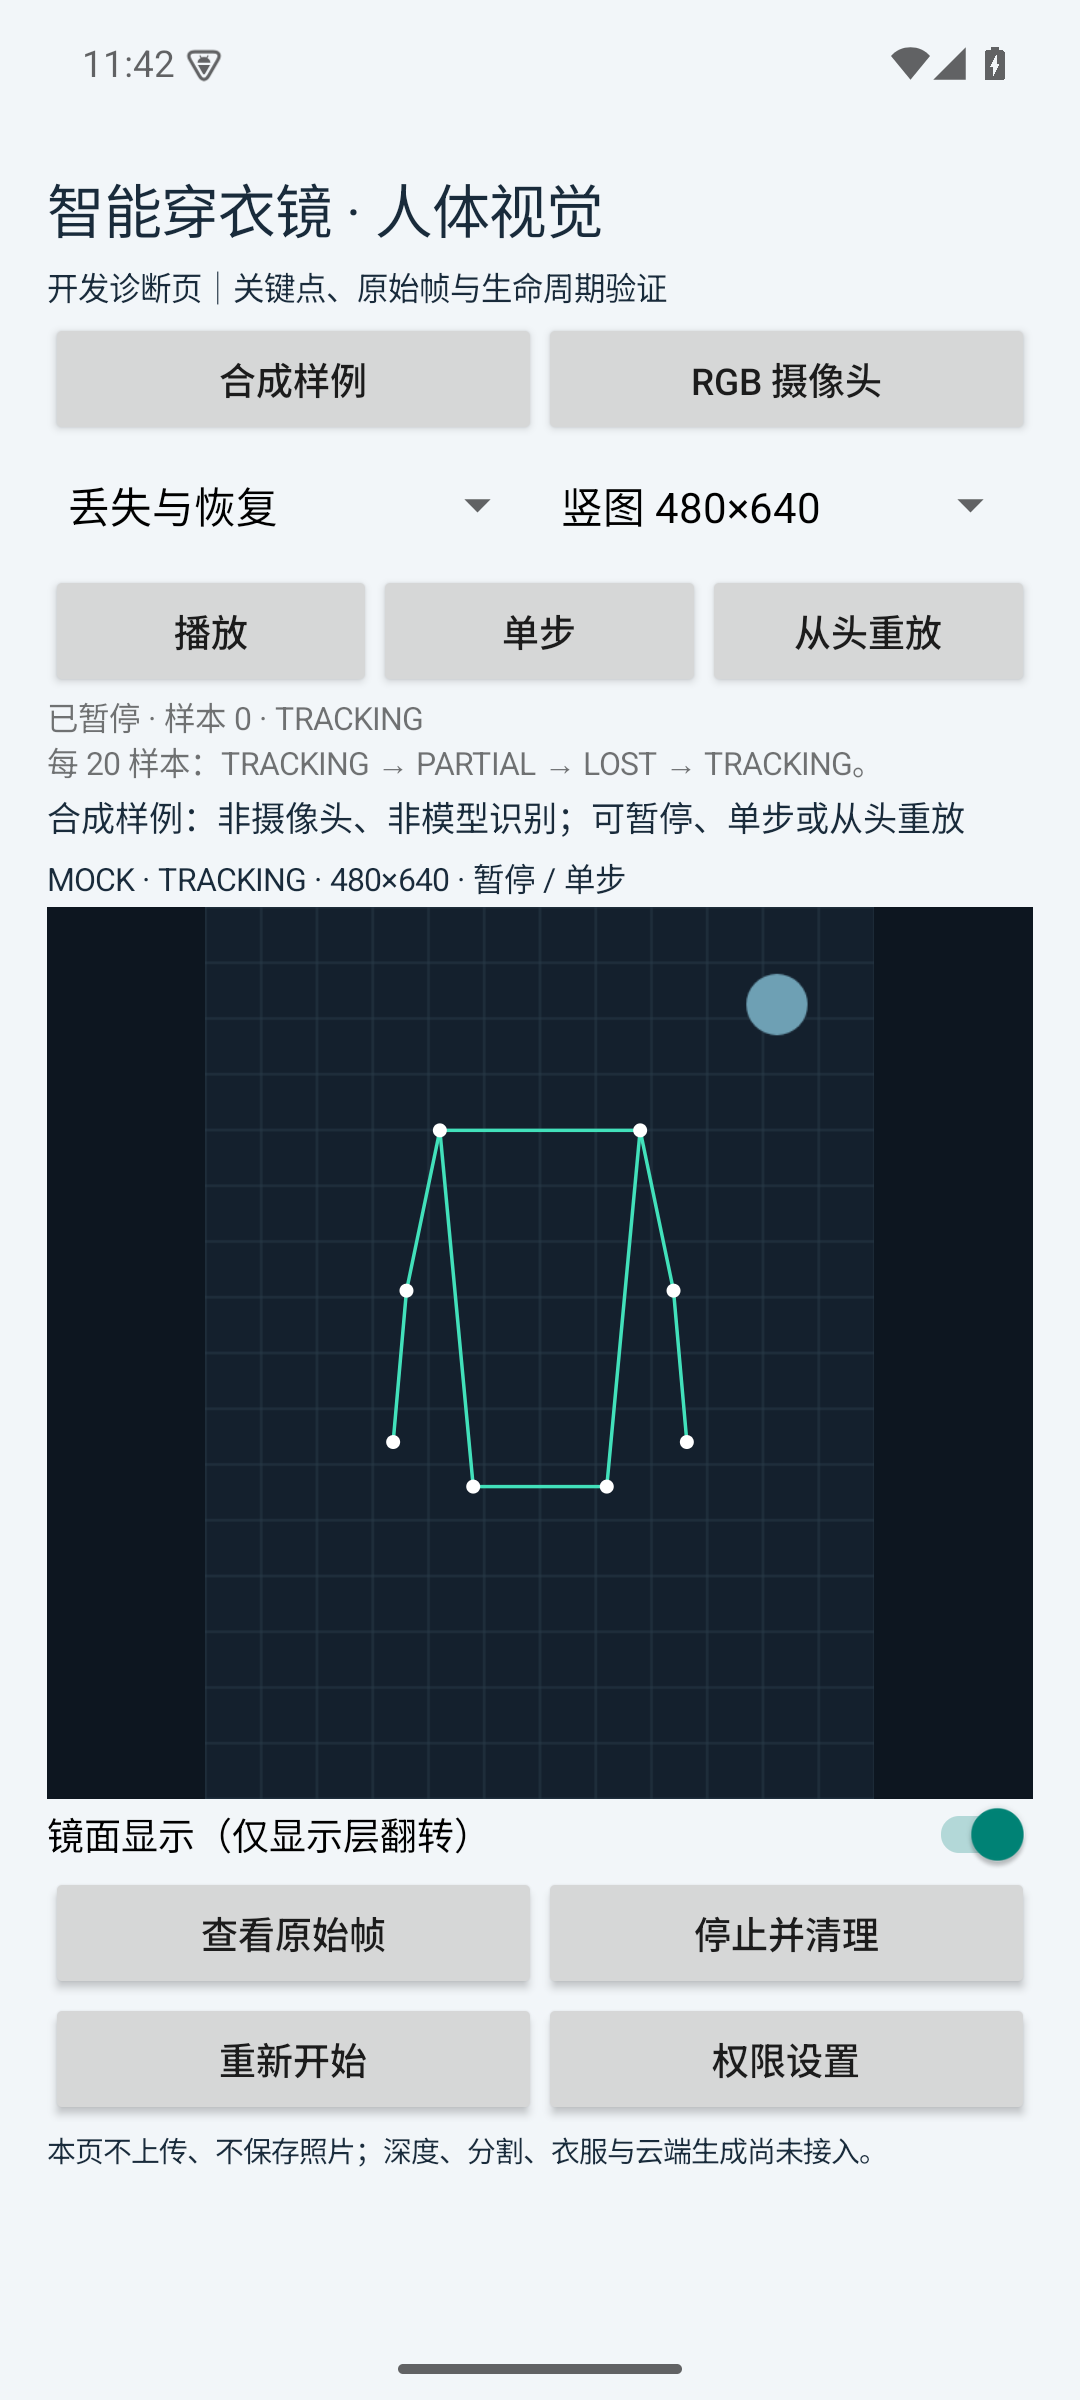 11:42
智能穿衣镜 · 人体视觉
开发诊断页｜关键点、原始帧与生命周期验证
合成样例
RGB 摄像头
丢失与恢复
竖图 480×640
播放
单步
从头重放
已暂停 · 样本 0 · TRACKING
每 20 样本：TRACKING → PARTIAL → LOST → TRACKING。
合成样例：非摄像头、非模型识别；可暂停、单步或从头重放
MOCK · TRACKING · 480×640 · 暂停 / 单步
镜面显示（仅显示层翻转）
查看原始帧
停止并清理
重新开始
权限设置
本页不上传、不保存照片；深度、分割、衣服与云端生成尚未接入。